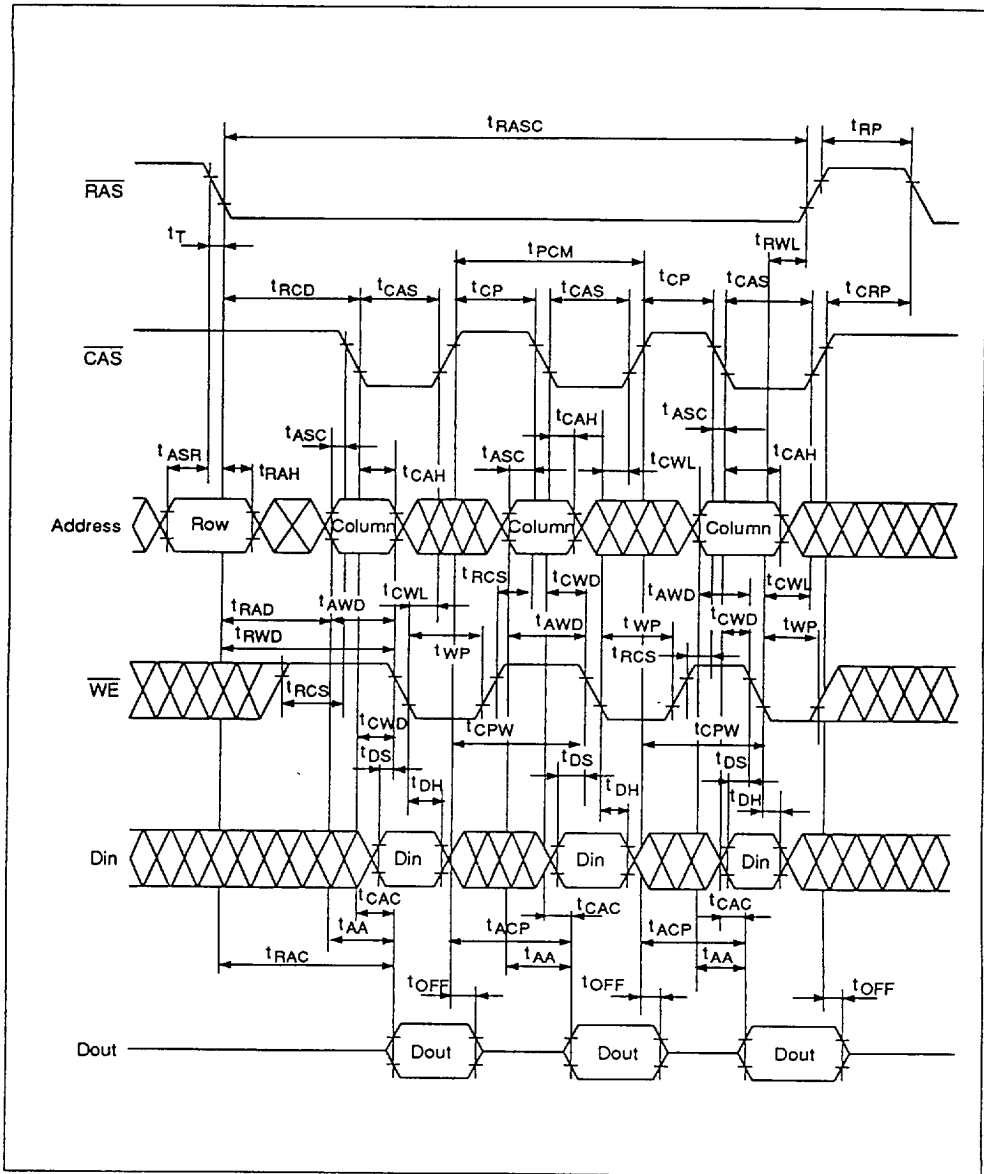 tRASC
tRP
RAS
tT
tRWL
tPCM
tRCD
tCAS
tCP
tCAS
tCP
tCAS
tCRP
CAS
tASC
tCAH
tASC
tASR
tRAH
tCAH
tASC
tCWL
tCAH
Address
Row
Column
Column
Column
tRCS
tCWD
tCWL
tRAD
tAWD
tCWL
tAWD
tCWD
tRWD
tWP
tAWD
tWP
tRCS
tWP
WE
tRCS
tCWD
tCPW
tCPW
tDS
tDS
tDS
tDH
tDH
tDH
Din
Din
Din
Din
tCAC
tCAC
tCAC
tAA
tACP
tACP
tRAC
tAA
tAA
tOFF
tOFF
tOFF
Dout
Dout
Dout
Dout